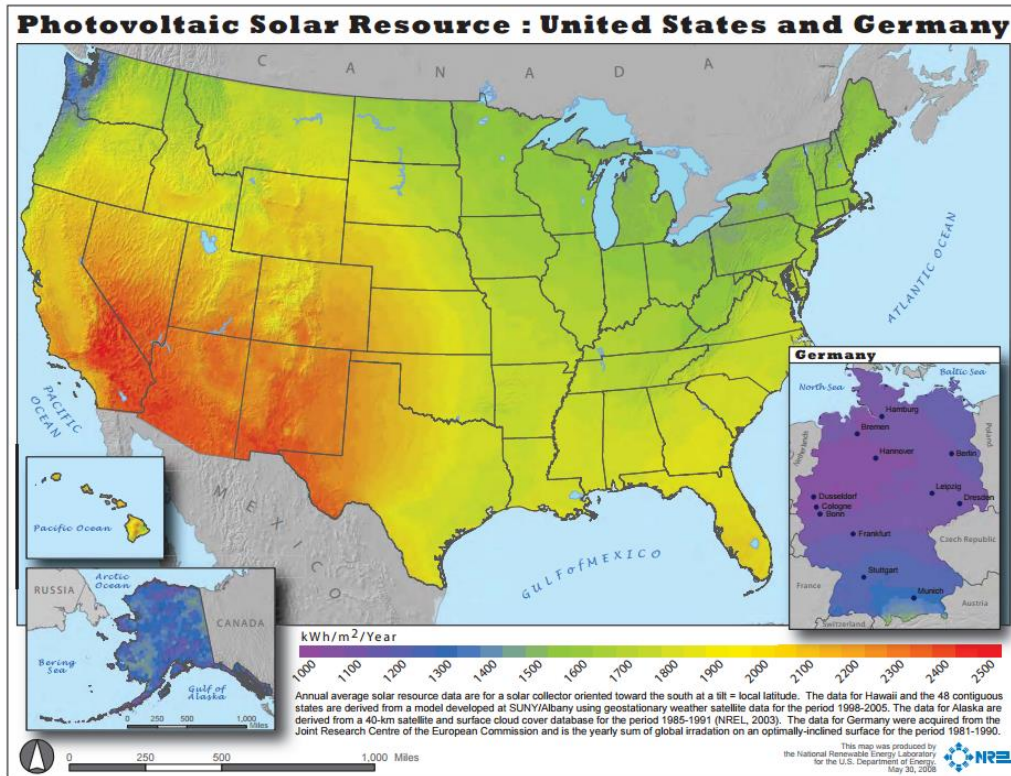 Photovoltaic Solar Resource : United States and Germany
CANADA
ATLANTIC OCEAN
PACIFIC OCEAN
MEXICO
GULF of MEXICO
Pacific Ocean
RUSSIA
Arctic Ocean
CANADA
Bering Sea
Gulf of Alaska
0 250 500 1,000
Miles
Germany
North Sea
Baltic Sea
Hamburg
Bremen
Netherlands
Poland
Hannover
Berlin
Leipzig
Dusseldorf
Dresden
Cologne
Bonn
Frankfurt
Czech Republic
Stuttgart
France
Munich
Austria
Switzerland
kWh/m2/Year
1000 1100 1200 1300 1400 1500 1600 1700 1800 1900 2000 2100 2200 2300 2400 2500
Annual average solar resource data are for a solar collector oriented toward the south at a tilt = local latitude. The data for Hawaii and the 48 contiguous
states are derived from a model developed at SUNY/Albany using geostationary weather satellite data for the period 1998-2005. The data for Alaska are
derived from a 40-km satellite and surface cloud cover database for the period 1985-1991 (NREL, 2003). The data for Germany were acquired from the
Joint Research Centre of the European Commission and is the yearly sum of global irradation on an optimally-inclined surface for the period 1981-1990.
0 250 500 1,000 Miles
This map was produced by
the National Renewable Energy Laboratory
for the U.S. Department of Energy.
May 30, 2008
NREL